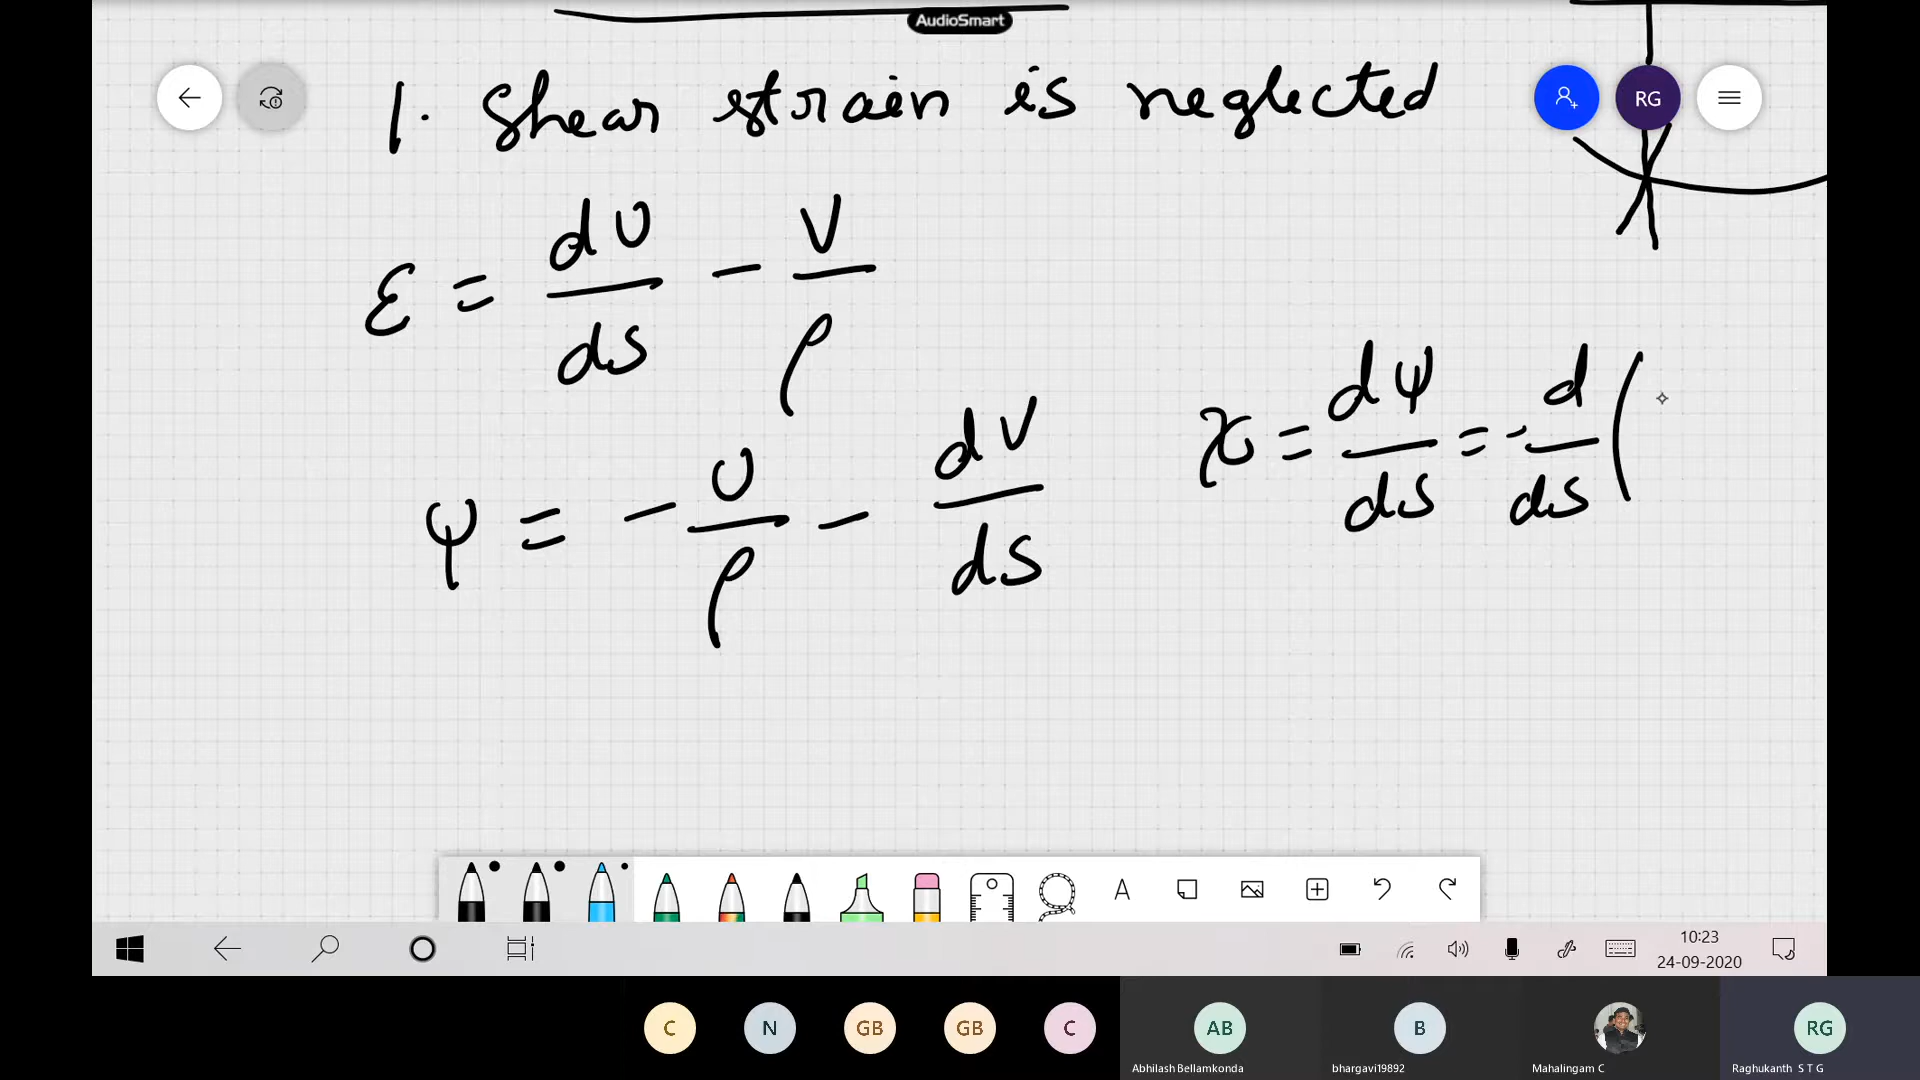 AudioSmart
1. Shear strain is neglected
RG
ε = dU/ds - V/ρ
ψ = - U/ρ - dV/ds
χ = dψ/ds = - d/ds (
A
10:23
24-09-2020
C N GB GB C AB B RG
Abhilash Bellamkonda bhargavi19892 Mahalingam C Raghukanth S T G